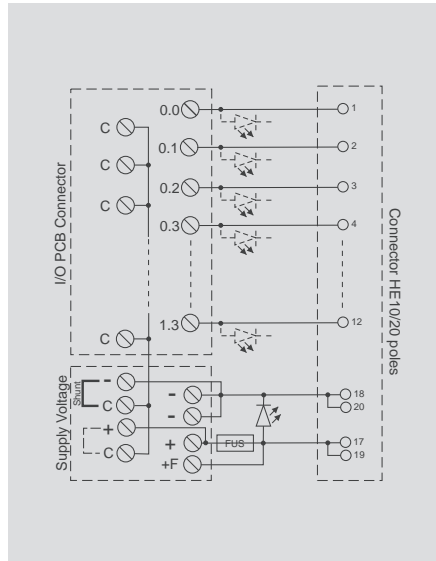 I/O PCB Connector
0.0
1
C
0.1
2
C
0.2
3
C
0.3
4
1.3
12
C
Connector HE10/20 poles
Supply Voltage
Shunt
-
-
18
C
-
20
+
+
FUS
17
C
+F
19